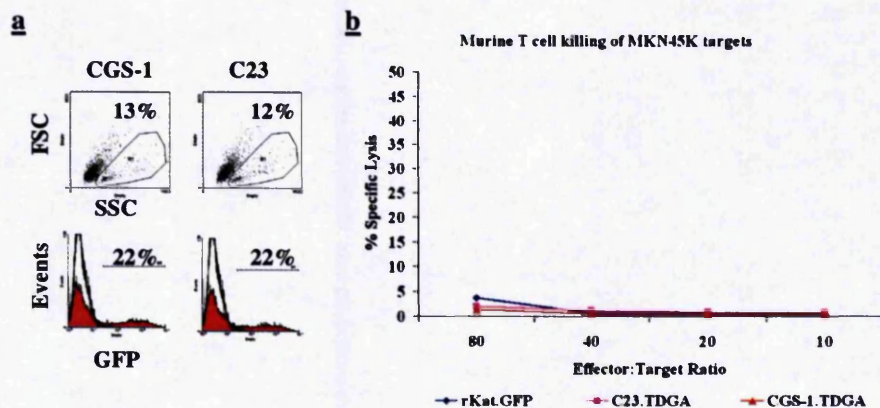 a
CGS-1 C23
13% 12%
FSC
SSC
22% 22%
Events
GFP
b
Murine T cell killing of MKN45K targets
50
45
40
35
30
25
20
15
10
5
0
% Specific Lysis
80 40 20 10
Effector:Target Ratio
rKat.GFP C23.TDGA CGS-1.TDGA